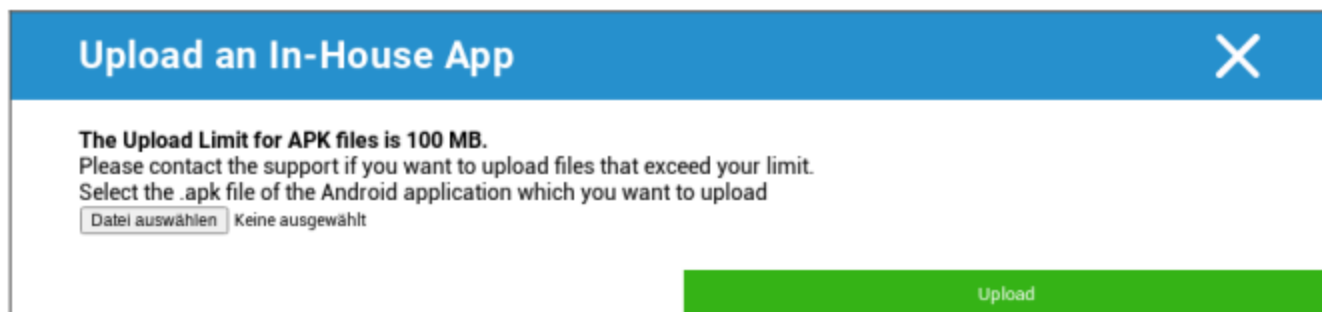 Upload an In-House App
The Upload Limit for APK files is 100 MB.
Please contact the support if you want to upload files that exceed your limit.
Select the .apk file of the Android application which you want to upload
Datei auswählen Keine ausgewählt
Upload